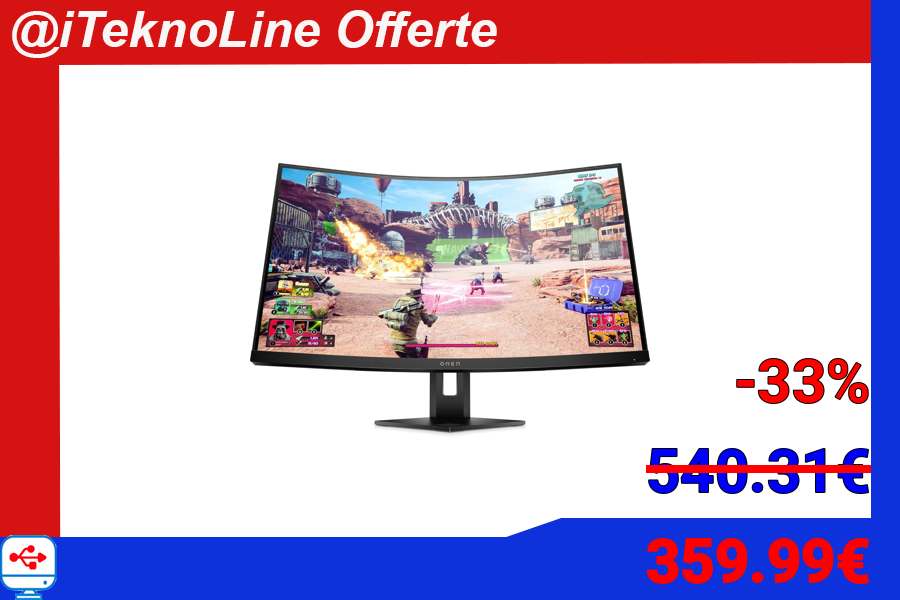 @iTeknoLine Offerte
OMEN
-33%
540.31€
359.99€